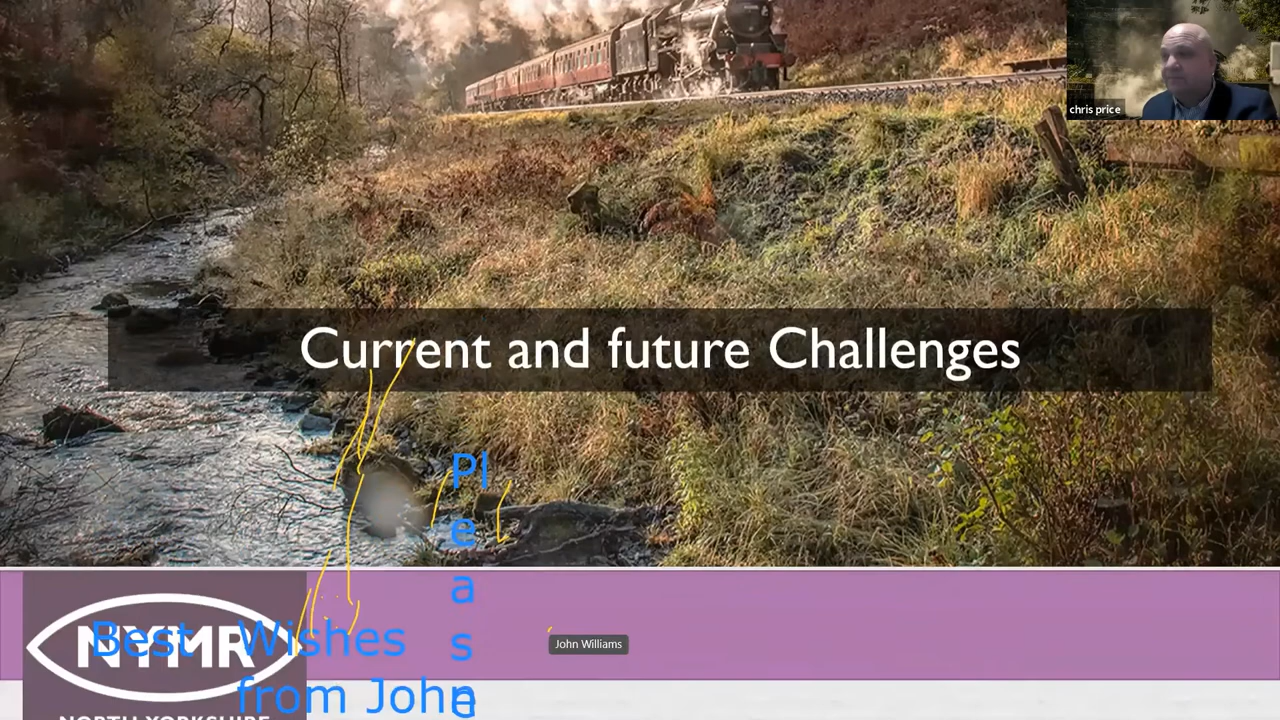 chris price
Current and future Challenges
Pl
e
a
s
e
John Williams
NYMR
Best Wishes
from John
NORTH YORKSHIRE